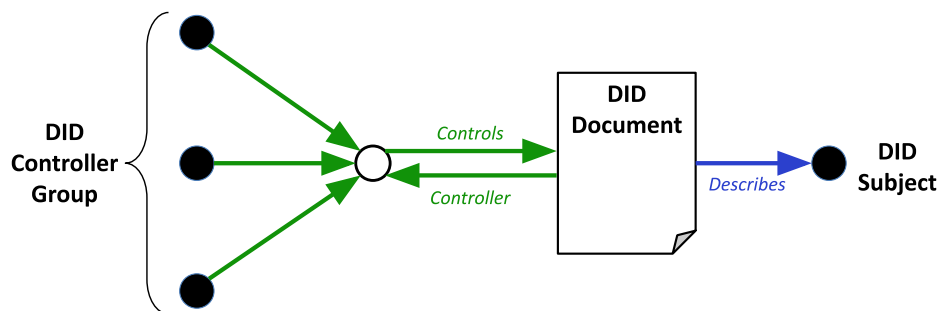 DID
Controller
Group
Controls
Controller
DID
Document
Describes
DID
Subject